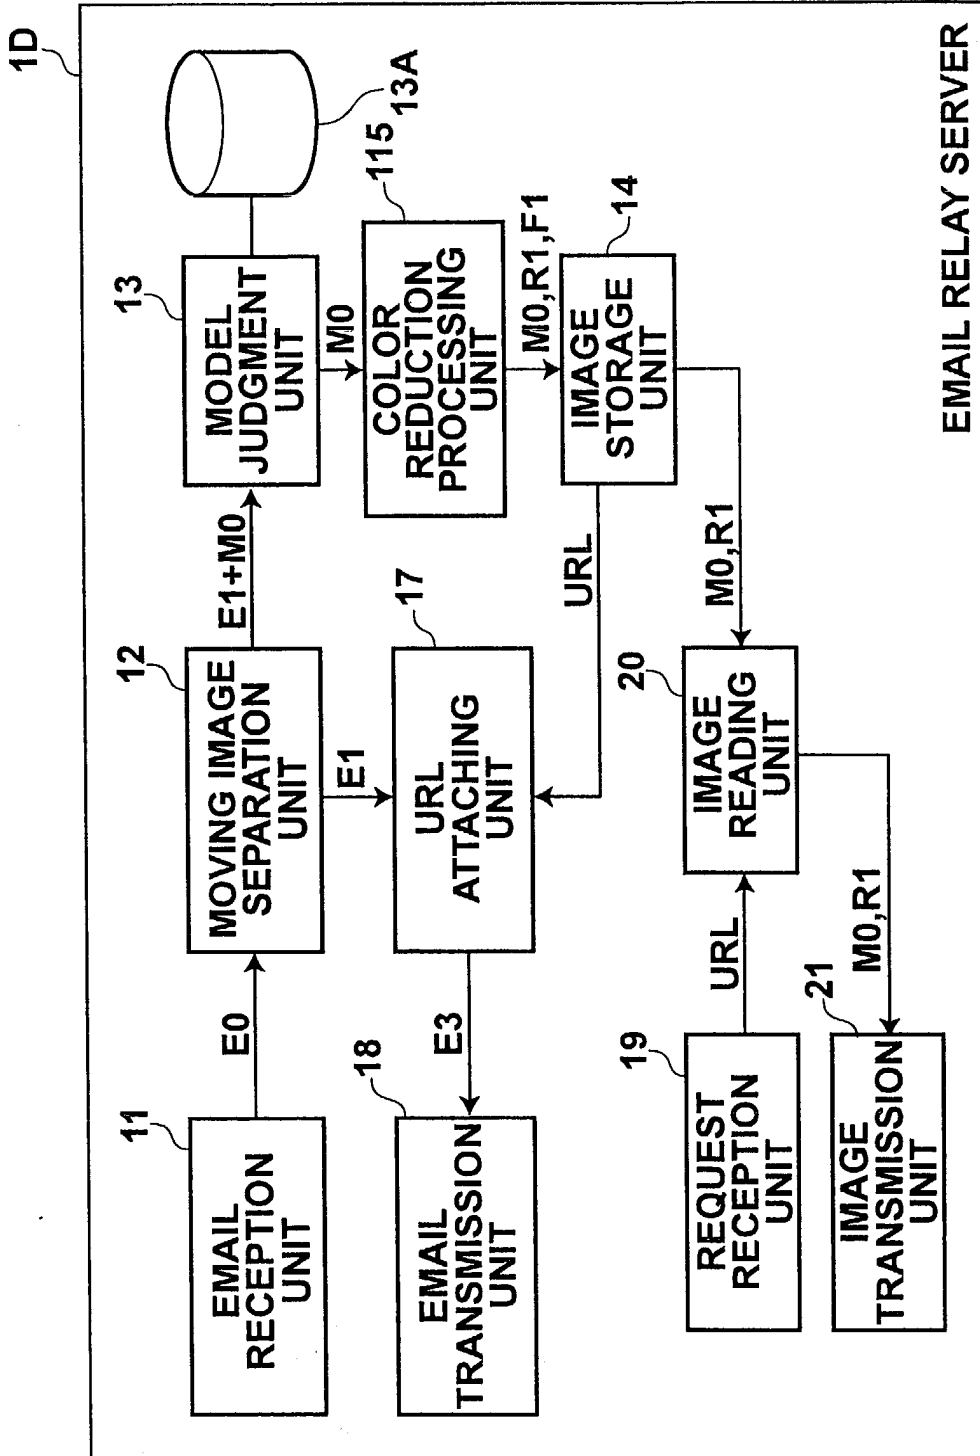 1D
11
EMAIL
RECEPTION
UNIT
E0
12
MOVING IMAGE
SEPARATION
UNIT
E1+M0
13
MODEL
JUDGMENT
UNIT
13A
E1
M0
18
EMAIL
TRANSMISSION
UNIT
E3
17
URL
ATTACHING
UNIT
115
COLOR
REDUCTION
PROCESSING
UNIT
M0,R1,F1
URL
14
IMAGE
STORAGE
UNIT
M0,R1
19
REQUEST
RECEPTION
UNIT
URL
20
IMAGE
READING
UNIT
M0,R1
21
IMAGE
TRANSMISSION
UNIT
EMAIL RELAY SERVER